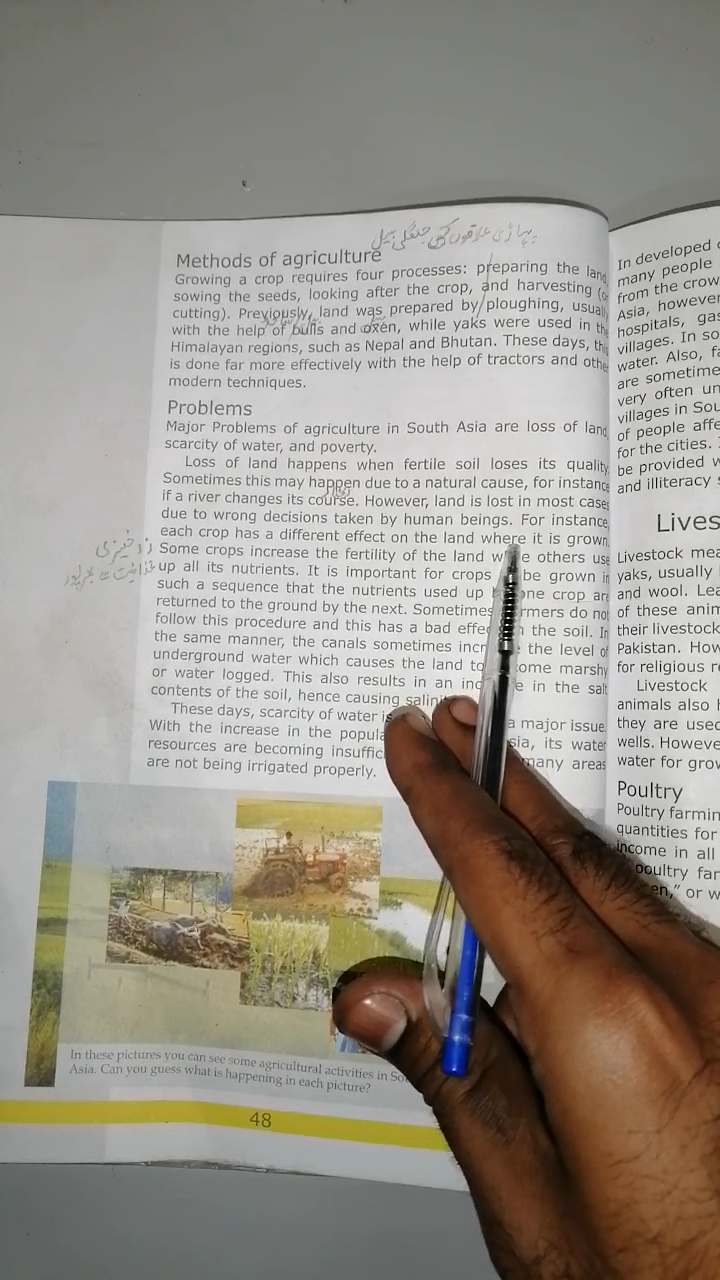 پہاڑی علاقوں کی جنگلی بیل
Methods of agriculture
Growing a crop requires four processes: preparing the land,
sowing the seeds, looking after the crop, and harvesting (or
cutting). Previously, land was prepared by ploughing, usually
with the help of bulls and oxen, while yaks were used in the
Himalayan regions, such as Nepal and Bhutan. These days, this
is done far more effectively with the help of tractors and othe
modern techniques.
Problems
Major Problems of agriculture in South Asia are loss of land,
scarcity of water, and poverty.
Loss of land happens when fertile soil loses its quality.
Sometimes this may happen due to a natural cause, for instance
if a river changes its course. However, land is lost in most cases
due to wrong decisions taken by human beings. For instance,
each crop has a different effect on the land where it is grown.
زرخیزی
Some crops increase the fertility of the land while others use
up all its nutrients. It is important for crops to be grown in
such a sequence that the nutrients used up by one crop are
returned to the ground by the next. Sometimes farmers do not
follow this procedure and this has a bad effect on the soil. In
the same manner, the canals sometimes incr the level of
underground water which causes the land to ome marshy
or water logged. This also results in an inc e in the salt
contents of the soil, hence causing salinit
These days, scarcity of water is a major issue.
With the increase in the popula sia, its water
resources are becoming insuffic many areas
are not being irrigated properly.
In these pictures you can see some agricultural activities in So
Asia. Can you guess what is happening in each picture?
48
In developed c
many people
from the crow
Asia, however
hospitals, gas
villages. In so
water. Also, fa
are sometime
very often un
villages in Sou
of people affe
for the cities. I
be provided w
and illiteracy s
Lives
Livestock mea
yaks, usually
and wool. Lea
of these anim
their livestock
Pakistan. How
for religious re
Livestock
animals also h
they are used
wells. Howeve
water for grow
Poultry
Poultry farmin
quantities for
income in all
poultry far
en," or w